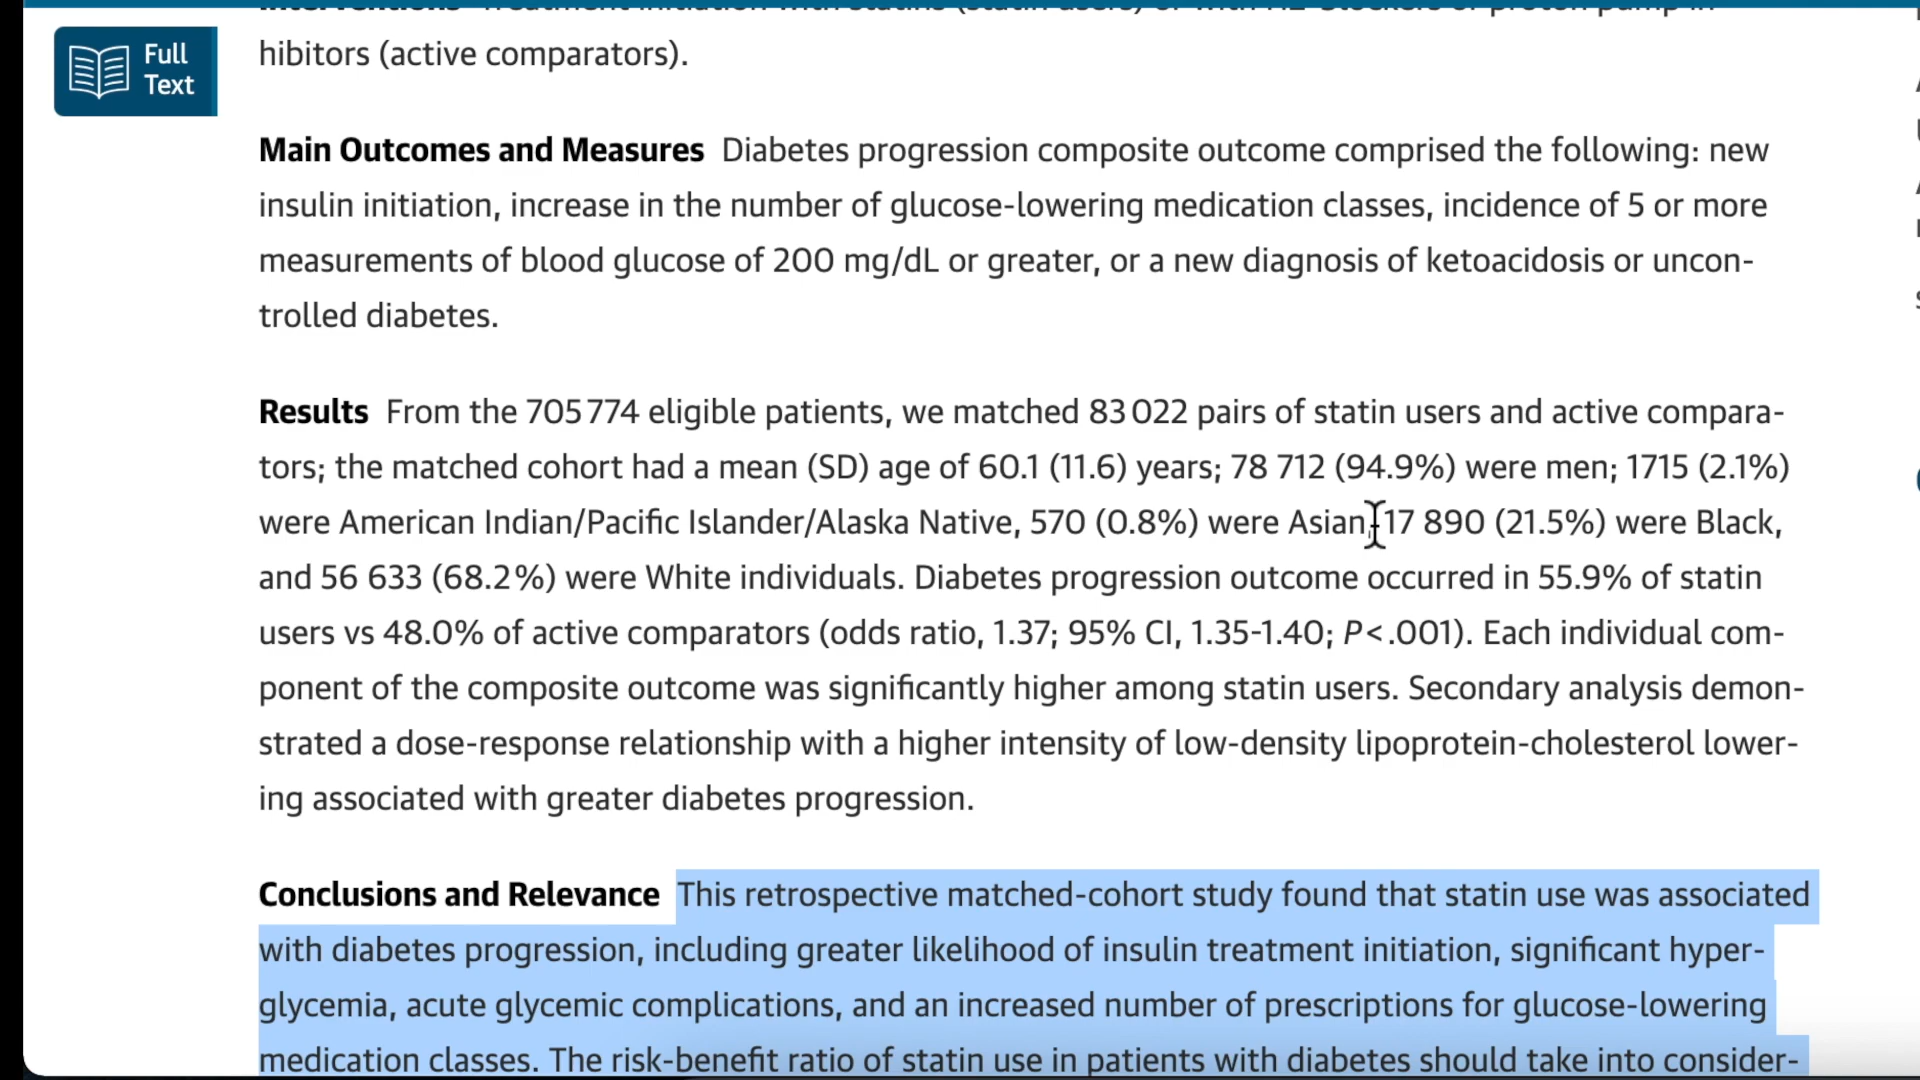 Full
Text
hibitors (active comparators).
Main Outcomes and Measures Diabetes progression composite outcome comprised the following: new
insulin initiation, increase in the number of glucose-lowering medication classes, incidence of 5 or more
measurements of blood glucose of 200 mg/dL or greater, or a new diagnosis of ketoacidosis or uncon-
trolled diabetes.
Results From the 705 774 eligible patients, we matched 83 022 pairs of statin users and active compara-
tors; the matched cohort had a mean (SD) age of 60.1 (11.6) years; 78 712 (94.9%) were men; 1715 (2.1%)
were American Indian/Pacific Islander/Alaska Native, 570 (0.8%) were Asian, 17 890 (21.5%) were Black,
and 56 633 (68.2%) were White individuals. Diabetes progression outcome occurred in 55.9% of statin
users vs 48.0% of active comparators (odds ratio, 1.37; 95% CI, 1.35-1.40; P < .001). Each individual com-
ponent of the composite outcome was significantly higher among statin users. Secondary analysis demon-
strated a dose-response relationship with a higher intensity of low-density lipoprotein-cholesterol lower-
ing associated with greater diabetes progression.
Conclusions and Relevance This retrospective matched-cohort study found that statin use was associated
with diabetes progression, including greater likelihood of insulin treatment initiation, significant hyper-
glycemia, acute glycemic complications, and an increased number of prescriptions for glucose-lowering
medication classes. The risk-benefit ratio of statin use in patients with diabetes should take into consider-